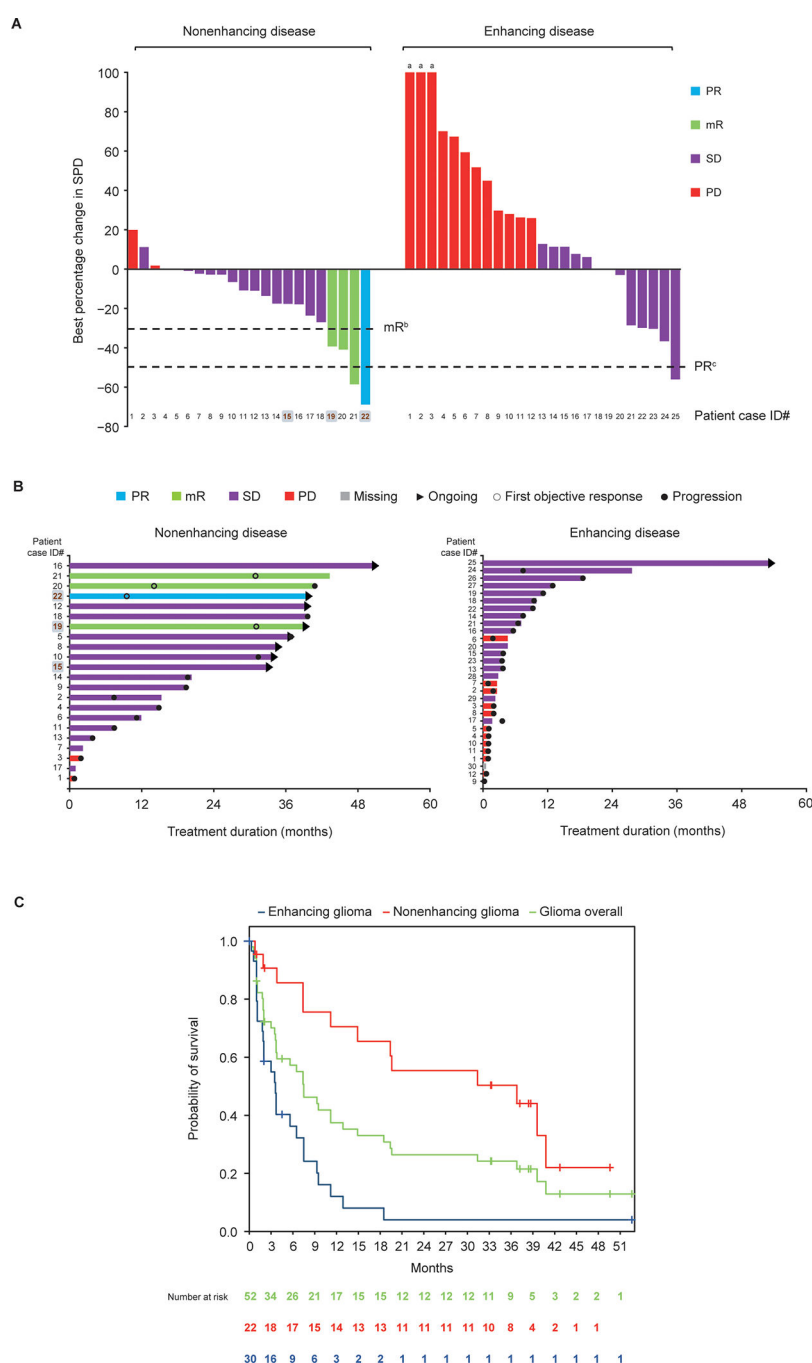 A
Nonenhancing disease Enhancing disease
a a a
Best percentage change in SPD
100
80
60
40
20
0
−20
−40
−60
−80
PR
mR
SD
PD
mRb
PRc
1 2 3 4 5 6 7 8 9 10 11 12 13 14 15 16 17 18 19 20 21 22 1 2 3 4 5 6 7 8 9 10 11 12 13 14 15 16 17 18 19 20 21 22 23 24 25 Patient case ID#
B
PR mR SD PD Missing Ongoing First objective response Progression
Nonenhancing disease
Patient
case ID#
16
21
20
22
12
18
19
5
8
10
15
14
9
2
4
6
11
13
7
3
17
1
0 12 24 36 48 60
Treatment duration (months)
Enhancing disease
Patient
case ID#
25
24
26
27
19
18
22
14
21
16
6
20
15
23
13
28
7
2
29
3
8
17
5
4
10
11
1
30
12
9
0 12 24 36 48 60
Treatment duration (months)
C
Enhancing glioma Nonenhancing glioma Glioma overall
Probability of survival
1.0
0.8
0.6
0.4
0.2
0.0
0 3 6 9 12 15 18 21 24 27 30 33 36 39 42 45 48 51
Months
Number at risk 52 34 26 21 17 15 15 12 12 12 12 11 9 5 3 2 2 1
22 18 17 15 14 13 13 11 11 11 11 10 8 4 2 1 1
30 16 9 6 3 2 2 1 1 1 1 1 1 1 1 1 1 1